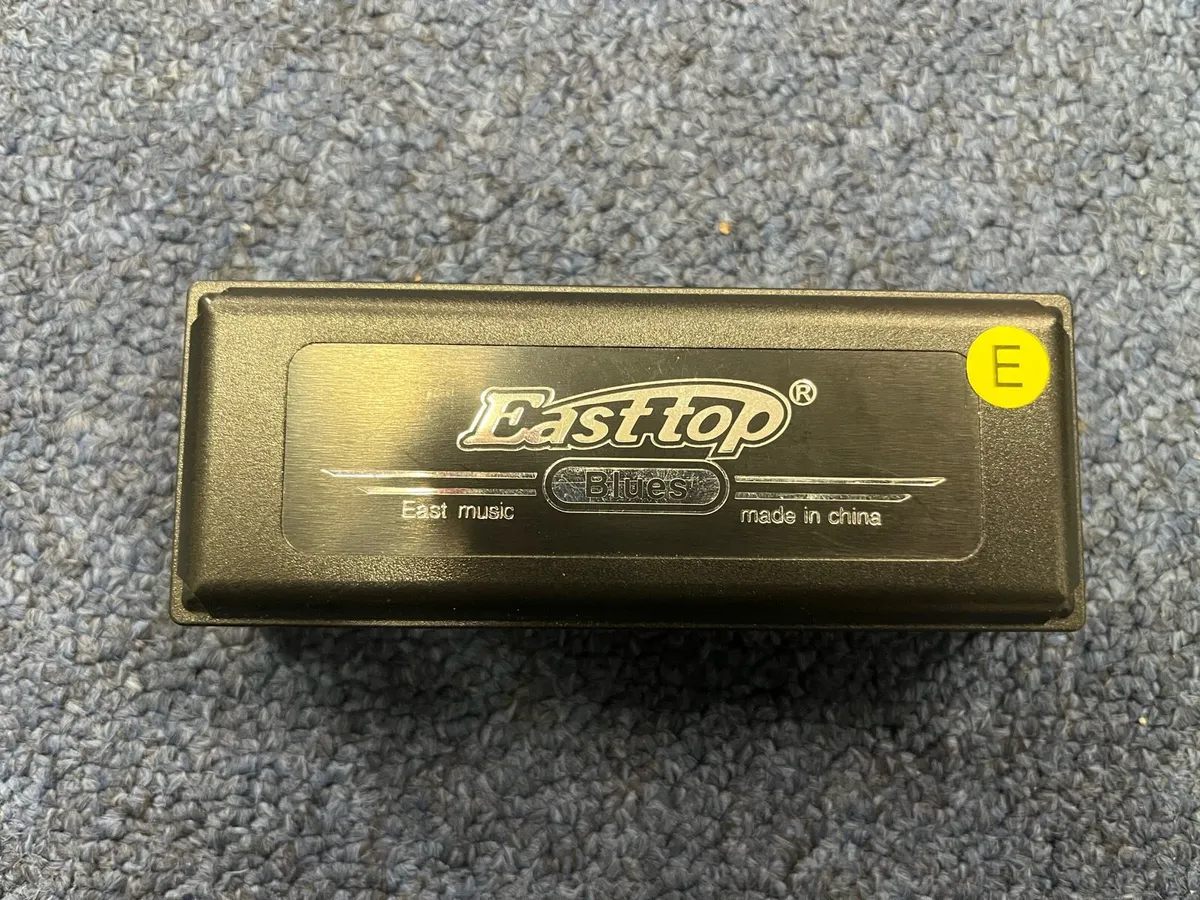 E
Easttop®
Blues
East music
made in china